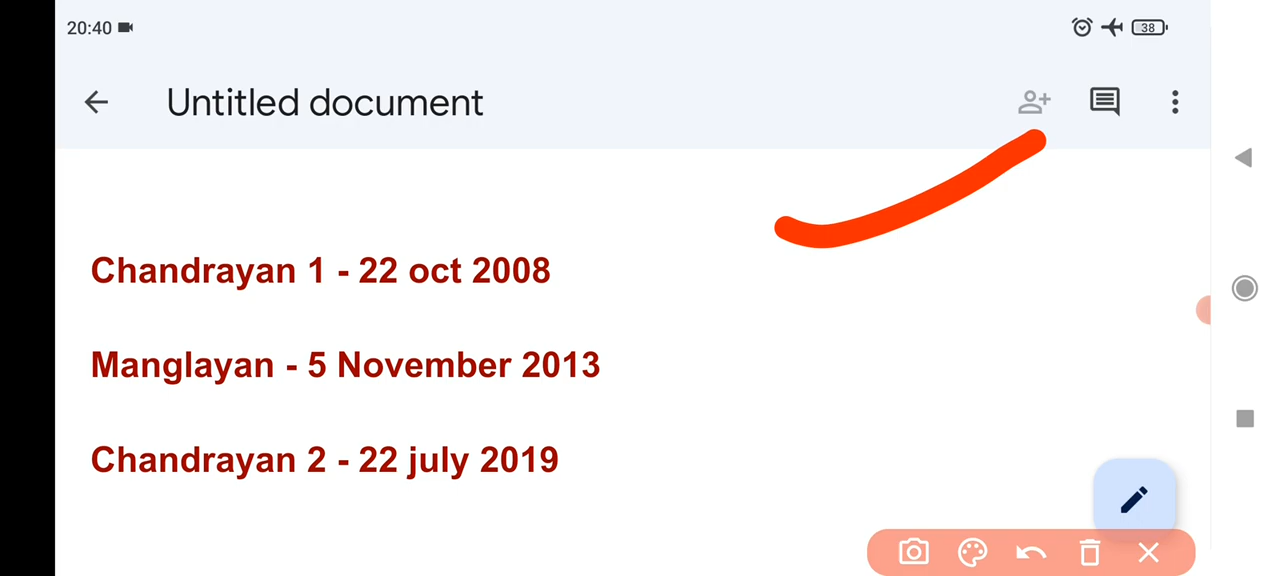 20:40
38
Untitled document
Chandrayan 1 - 22 oct 2008
Manglayan - 5 November 2013
Chandrayan 2 - 22 july 2019